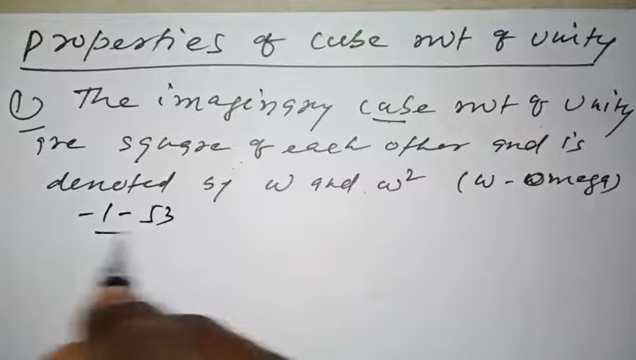 Properties of cube root of unity
① The imaginary cube root of unity
are square of each other and is
denoted by ω and ω² (ω - Omega)
-1-√3